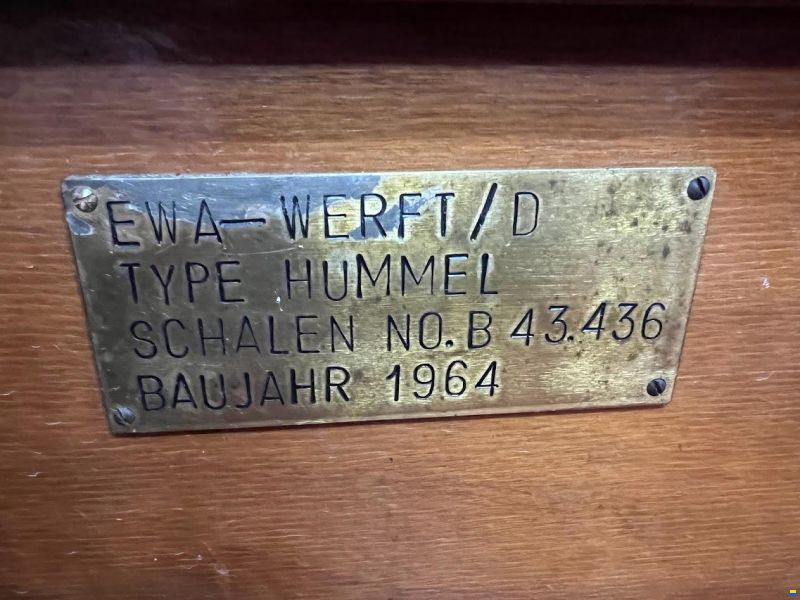 EWA-WERFT/D
TYPE HUMMEL
SCHALEN NO. B 43.436
BAUJAHR 1964